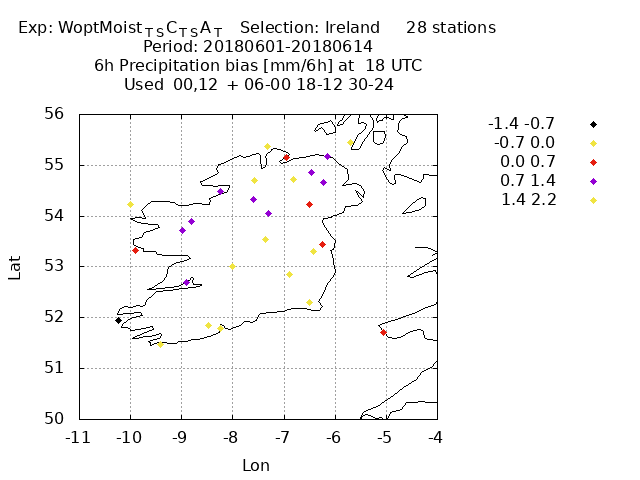 Exp: WoptMoist_TSC_TSA_T   Selection: Ireland   28 stations
Period: 20180601-20180614
6h Precipitation bias [mm/6h] at  18 UTC
Used  00,12  + 06-00 18-12 30-24
56
55
54
53
52
51
50
Lat
-11 -10 -9 -8 -7 -6 -5 -4
Lon
-1.4 -0.7
-0.7 0.0
0.0 0.7
0.7 1.4
1.4 2.2